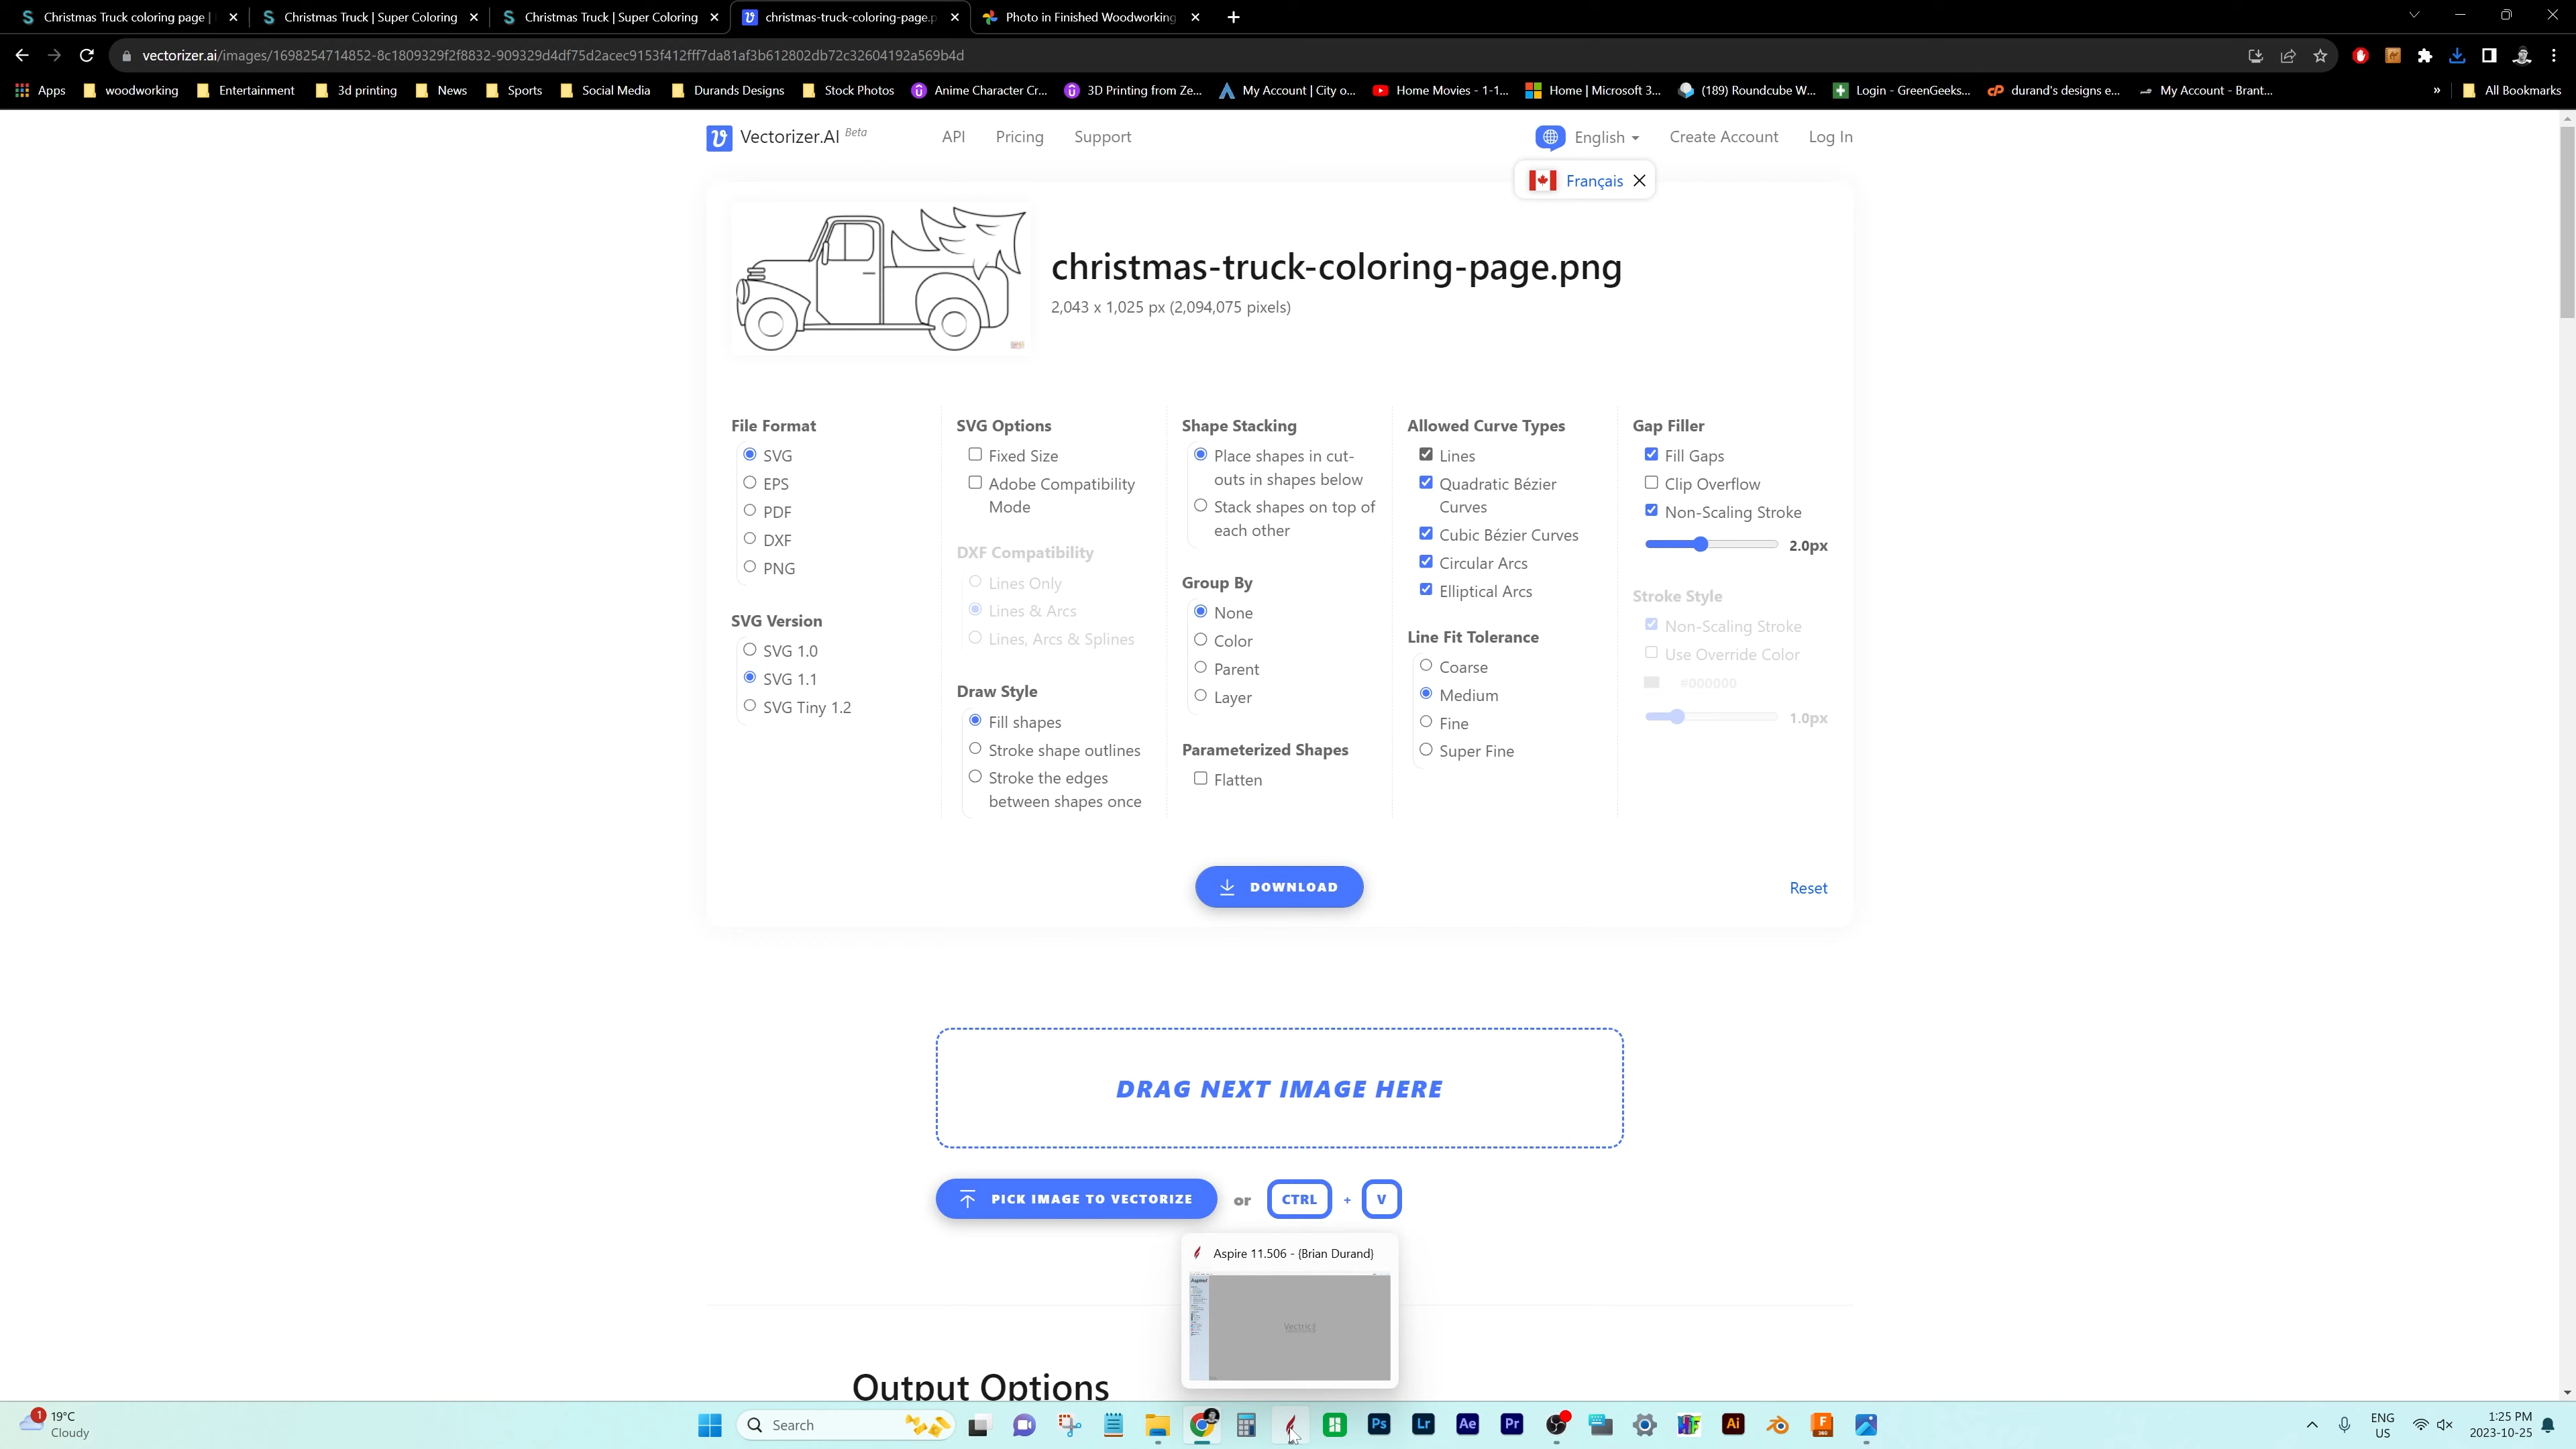 Christmas Truck coloring page |
Christmas Truck | Super Coloring
Christmas Truck | Super Coloring
christmas-truck-coloring-page.p
Photo in Finished Woodworking
vectorizer.ai/images/1698254714852-8c1809329f2f8832-909329d4df75d2acec9153f412fff7da81af3b612802db72c32604192a569b4d
Apps woodworking Entertainment 3d printing News Sports Social Media Durands Designs Stock Photos Anime Character Cr... 3D Printing from Ze... My Account | City o... Home Movies - 1-1... Home | Microsoft 3... (189) Roundcube W... Login - GreenGeeks... durand's designs e... My Account - Brant... » All Bookmarks
Vectorizer.AI Beta API Pricing Support English Create Account Log In
Français
christmas-truck-coloring-page.png
2,043 x 1,025 px (2,094,075 pixels)
File Format
SVG
EPS
PDF
DXF
PNG
SVG Version
SVG 1.0
SVG 1.1
SVG Tiny 1.2
SVG Options
Fixed Size
Adobe Compatibility
Mode
DXF Compatibility
Lines Only
Lines & Arcs
Lines, Arcs & Splines
Draw Style
Fill shapes
Stroke shape outlines
Stroke the edges
between shapes once
Shape Stacking
Place shapes in cut-
outs in shapes below
Stack shapes on top of
each other
Group By
None
Color
Parent
Layer
Parameterized Shapes
Flatten
Allowed Curve Types
Lines
Quadratic Bézier
Curves
Cubic Bézier Curves
Circular Arcs
Elliptical Arcs
Line Fit Tolerance
Coarse
Medium
Fine
Super Fine
Gap Filler
Fill Gaps
Clip Overflow
Non-Scaling Stroke
2.0px
Stroke Style
Non-Scaling Stroke
Use Override Color
#000000
1.0px
DOWNLOAD
Reset
DRAG NEXT IMAGE HERE
PICK IMAGE TO VECTORIZE or CTRL + V
Aspire 11.506 - {Brian Durand}
Vectric
Output Options
1
19°C
Cloudy
Search
Ps Lr Ae Pr Ai F
360
ENG
US
1:25 PM
2023-10-25